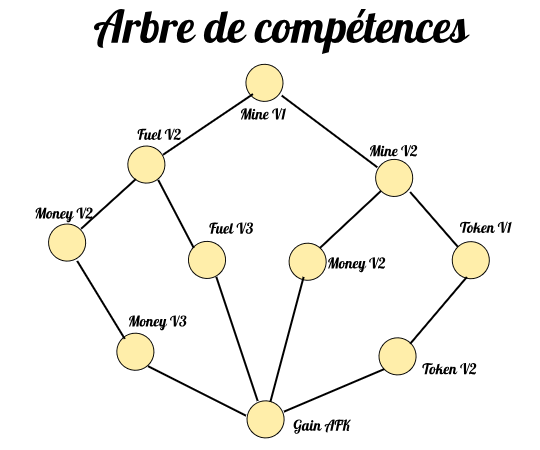 Arbre de compétences
Mine V1
Fuel V2
Mine V2
Money V2
Fuel V3
Money V2
Token V1
Money V3
Token V2
Gain AFK